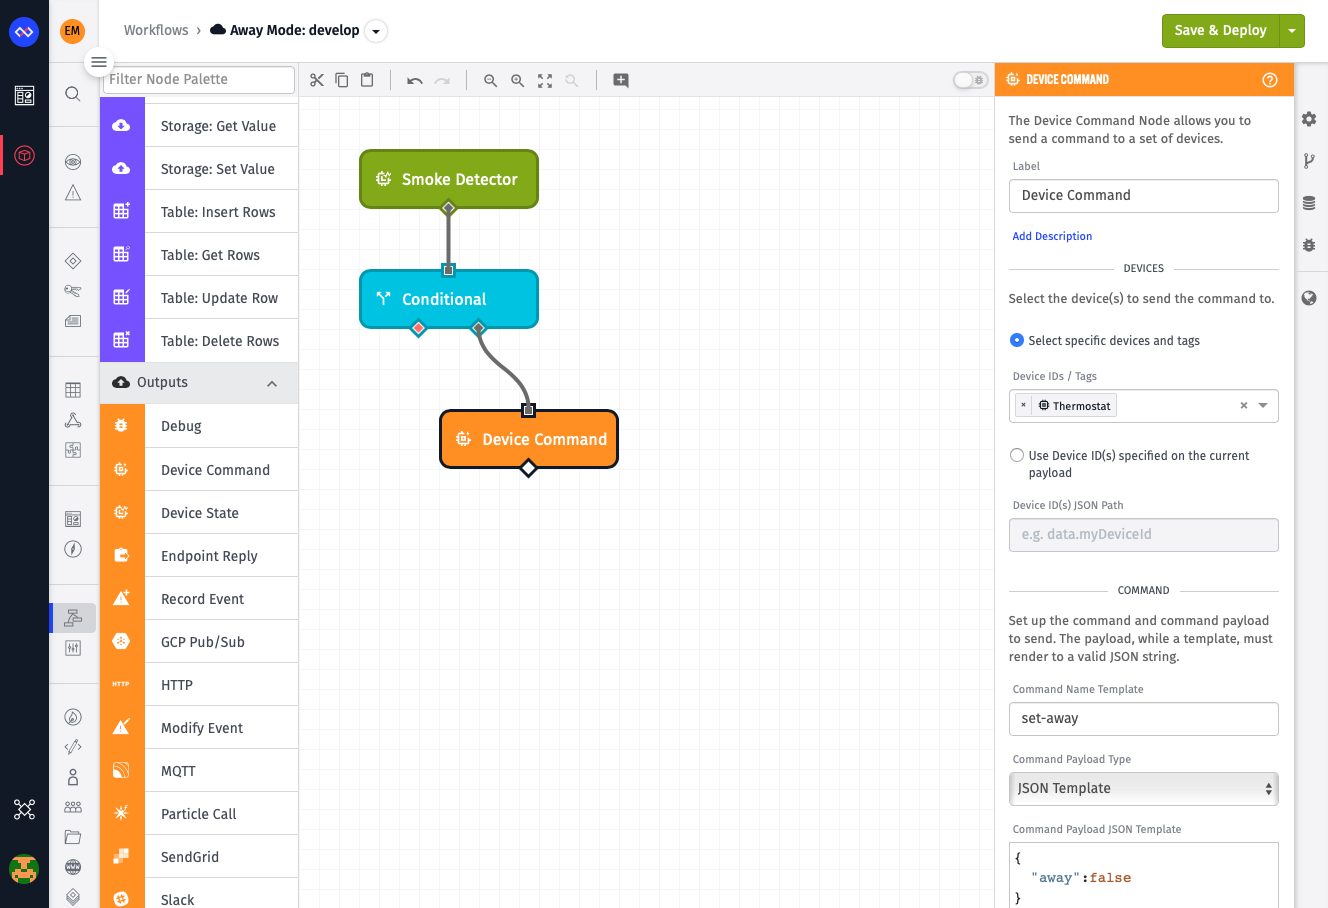 EM
Workflows › Away Mode: develop
Save & Deploy
Filter Node Palette
Storage: Get Value
Storage: Set Value
Table: Insert Rows
Table: Get Rows
Table: Update Row
Table: Delete Rows
Outputs
Debug
Device Command
Device State
Endpoint Reply
Record Event
GCP Pub/Sub
HTTP
HTTP
Modify Event
MQTT
Particle Call
SendGrid
Slack
Smoke Detector
Conditional
Device Command
DEVICE COMMAND
The Device Command Node allows you to
send a command to a set of devices.
Label
Device Command
Add Description
DEVICES
Select the device(s) to send the command to.
Select specific devices and tags
Device IDs / Tags
× Thermostat ×
Use Device ID(s) specified on the current
payload
Device ID(s) JSON Path
e.g. data.myDeviceId
COMMAND
Set up the command and command payload
to send. The payload, while a template, must
render to a valid JSON string.
Command Name Template
set-away
Command Payload Type
JSON Template
Command Payload JSON Template
{
"away":false
}